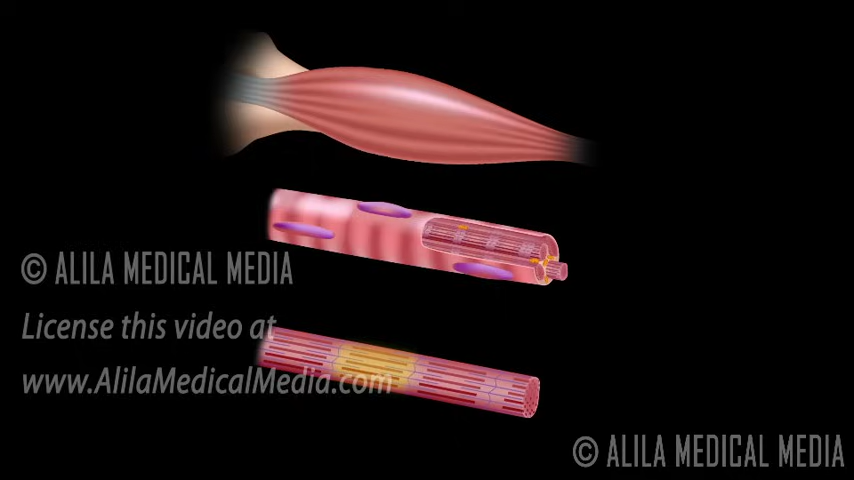 © ALILA MEDICAL MEDIA
License this video at
www.AlilaMedicalMedia.com
© ALILA MEDICAL MEDIA